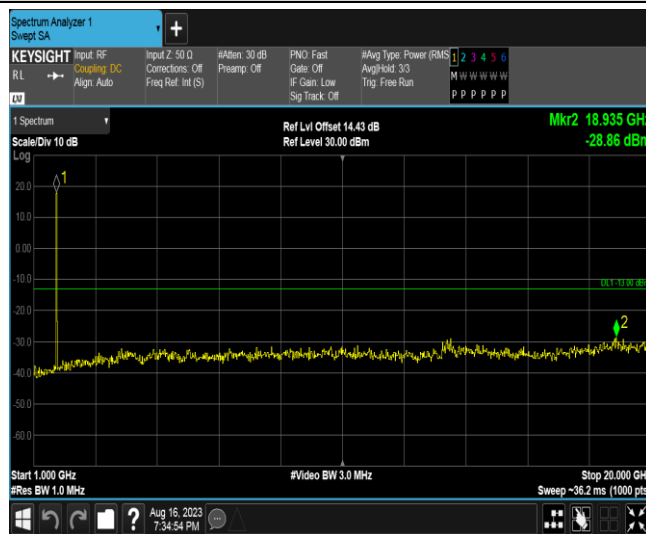 Spectrum Analyzer 1
Swept SA
+
KEYSIGHT Input: RF Input Z: 50 Ω #Atten: 30 dB PNO: Fast #Avg Type: Power (RMS 1 2 3 4 5 6
RL Coupling: DC Corrections: Off Preamp: Off Gate: Off Avg|Hold: 3/3 M W W W W W
Align: Auto Freq Ref: Int (S) IF Gain: Low Trig: Free Run
Sig Track: Off P P P P P P
LXI
1 Spectrum Ref Lvl Offset 14.43 dB Mkr2 18.935 GHz
Scale/Div 10 dB Ref Level 30.00 dBm -28.86 dBm
Log
1
20.0
10.0
0.00
-10.0
DL1 -13.00 dBm
-20.0
2
-30.0
-40.0
-50.0
-60.0
Start 1.000 GHz #Video BW 3.0 MHz Stop 20.000 GHz
#Res BW 1.0 MHz Sweep ~36.2 ms (1000 pts)
? Aug 16, 2023
7:34:54 PM